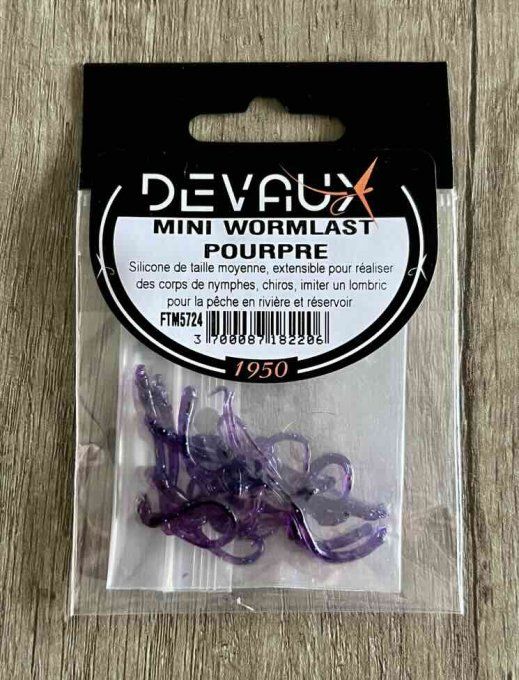 DEVAUX
MINI WORMLAST
POURPRE
Silicone de taille moyenne, extensible pour réaliser
des corps de nymphes, chiros, imiter un lombric
pour la pêche en rivière et réservoir
FTM5724
3 700087 182206
1950